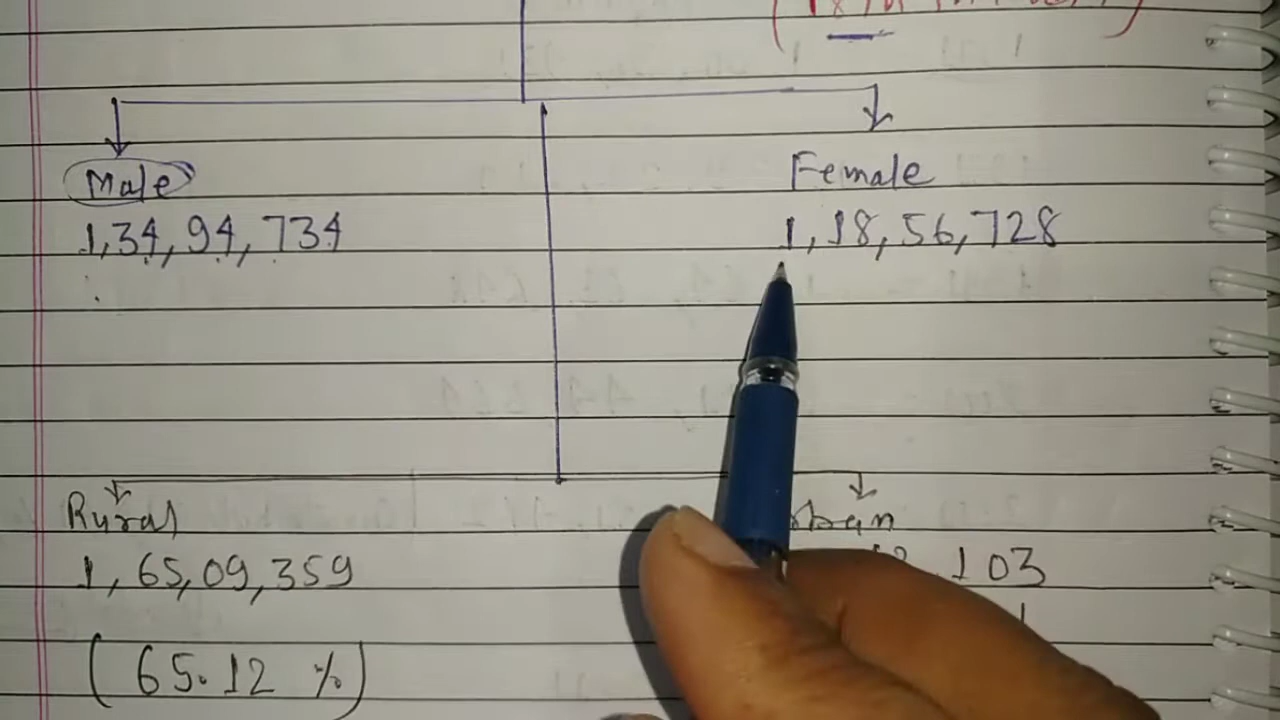 Male Female
1,34,94,734 1,18,56,728
Rural
1,65,09,359 103
(65.12 %)